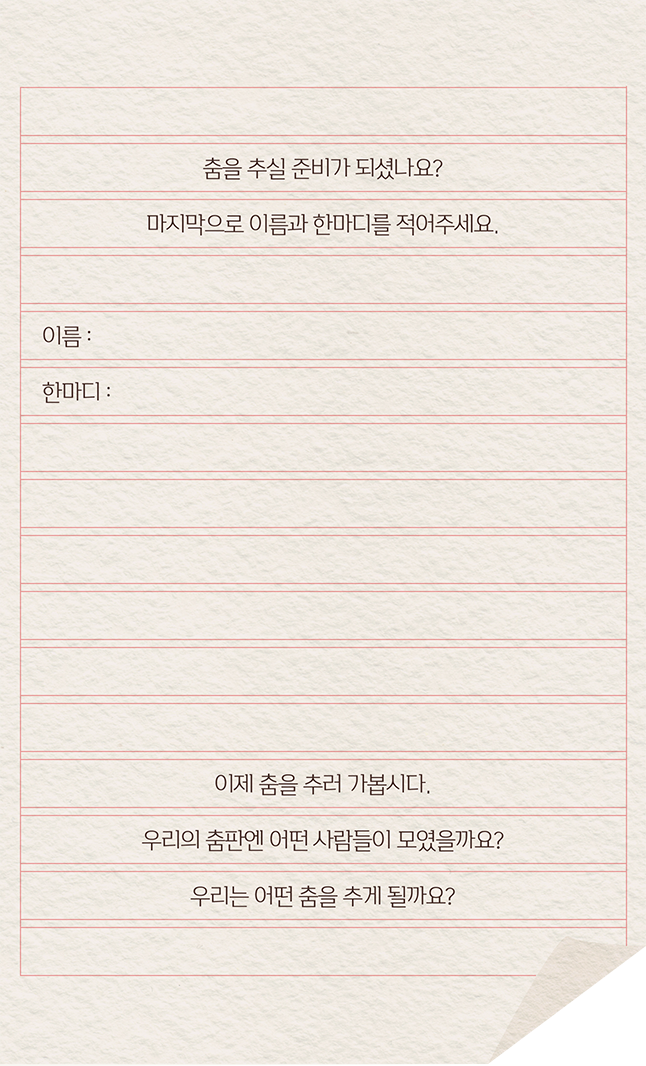 춤을 추실 준비가 되셨나요?
마지막으로 이름과 한마디를 적어주세요.
이름 :
한마디 :
이제 춤을 추러 가봅시다.
우리의 춤판엔 어떤 사람들이 모였을까요?
우리는 어떤 춤을 추게 될까요?